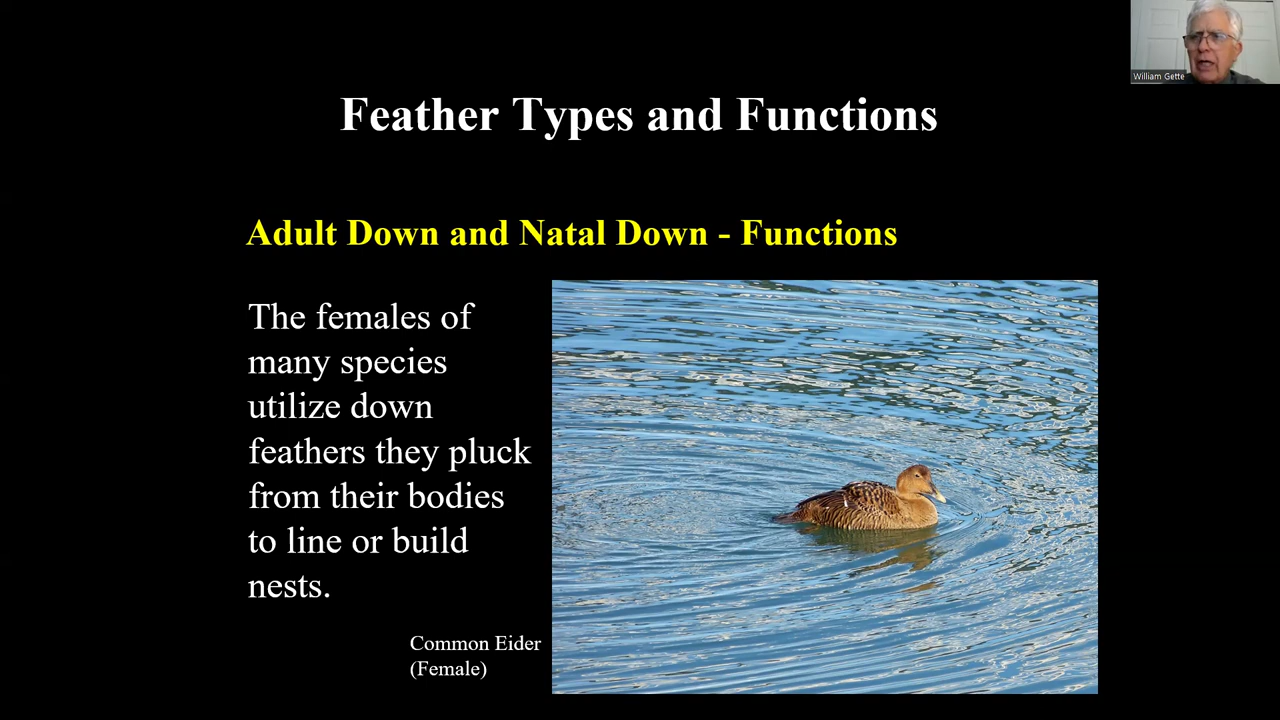 William Gette
Feather Types and Functions
Adult Down and Natal Down - Functions
The females of
many species
utilize down
feathers they pluck
from their bodies
to line or build
nests.
Common Eider
(Female)